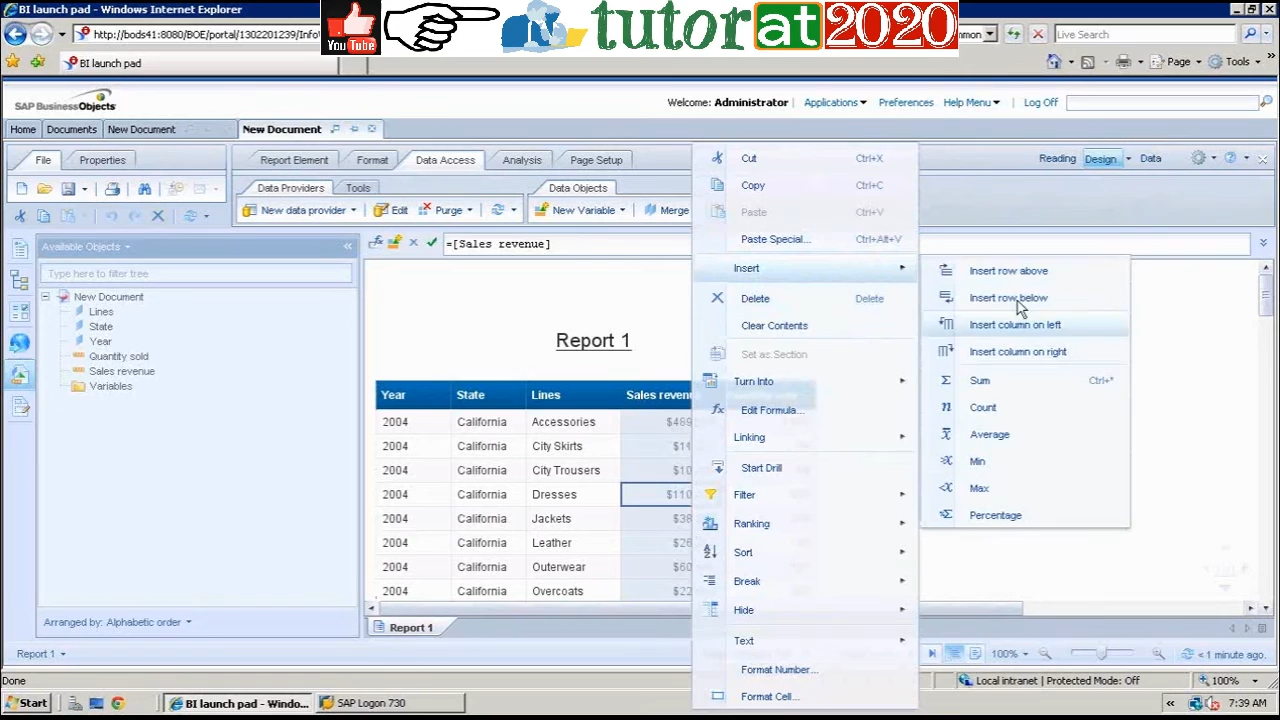 BI launch pad - Windows Internet Explorer
http://bods41:8080/BOE/portal/1302201239/Info
mmon
Live Search
You Tube
tutor at 2020
BI launch pad
Page
Tools
SAP BusinessObjects
Welcome: Administrator
Applications
Preferences
Help Menu
Log Off
Home
Documents
New Document
New Document
File
Properties
Report Element
Format
Data Access
Analysis
Page Setup
Reading
Design
Data
Data Providers
Tools
Data Objects
New data provider
Edit
Purge
New Variable
Merge
Available Objects
=[Sales revenue]
Type here to filter tree
New Document
Lines
State
Year
Quantity sold
Sales revenue
Variables
Arranged by: Alphabetic order
Report 1
Year State Lines Sales reven
2004 California Accessories
2004 California City Skirts
2004 California City Trousers
2004 California Dresses $110
2004 California Jackets
2004 California Leather
2004 California Outerwear
2004 California Overcoats
Cut Ctrl+X
Copy Ctrl+C
Paste Ctrl+V
Paste Special... Ctrl+Alt+V
Insert
Delete Delete
Clear Contents
Set as Section
Turn Into
Edit Formula...
Linking
Start Drill
Filter
Ranking
Sort
Break
Hide
Text
Format Number...
Format Cell...
Insert row above
Insert row below
Insert column on left
Insert column on right
Sum Ctrl+*
Count
Average
Min
Max
Percentage
Report 1
Report 1
100%
< 1 minute ago.
Done
Local intranet | Protected Mode: Off
100%
Start
BI launch pad - Windo...
SAP Logon 730
7:39 AM